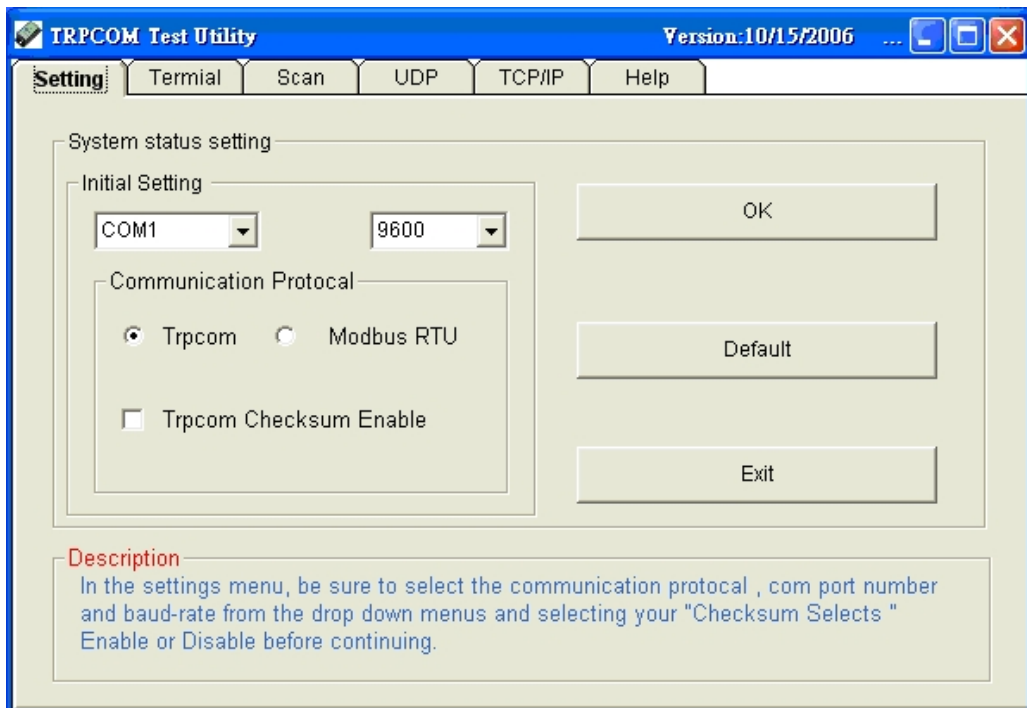 TRPCOM Test Utility Version:10/15/2006 ...
Setting Termial Scan UDP TCP/IP Help
System status setting
Initial Setting
COM1 9600
OK
Communication Protocal
Trpcom Modbus RTU
Default
Trpcom Checksum Enable
Exit
Description
In the settings menu, be sure to select the communication protocal , com port number
and baud-rate from the drop down menus and selecting your "Checksum Selects "
Enable or Disable before continuing.